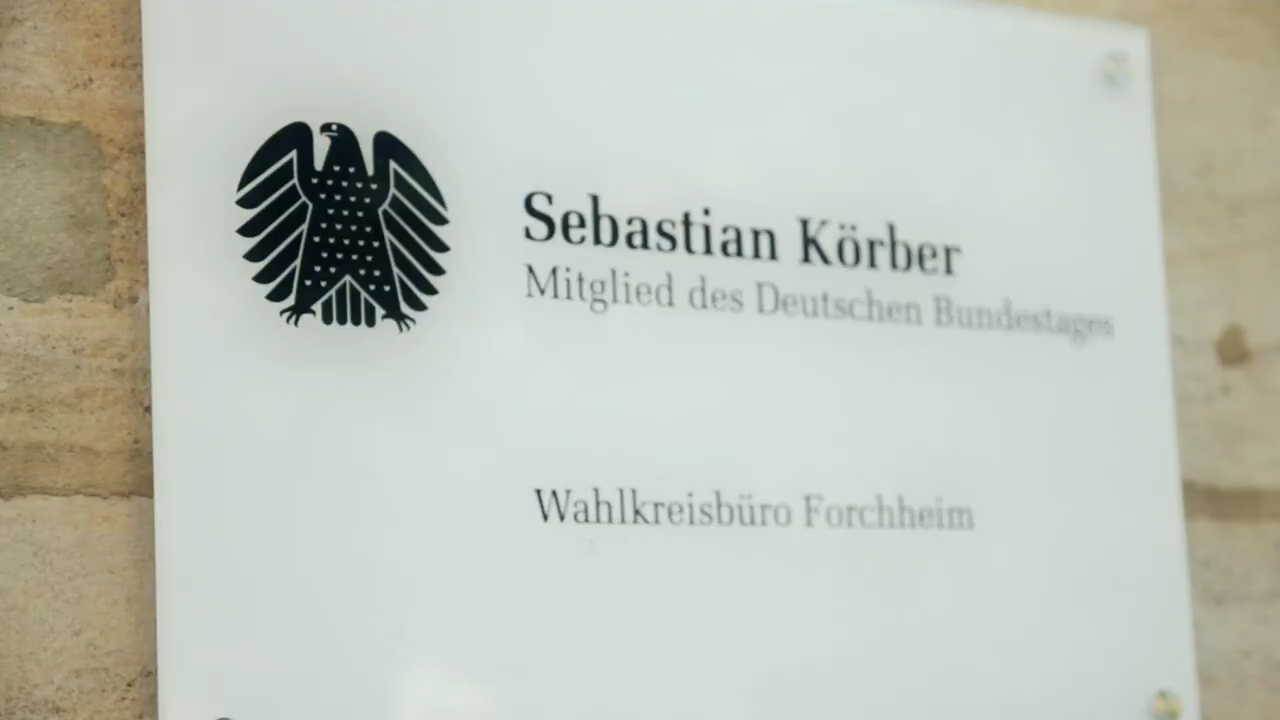 Sebastian Körber
Mitglied des Deutschen Bundestages
Wahlkreisbüro Forchheim